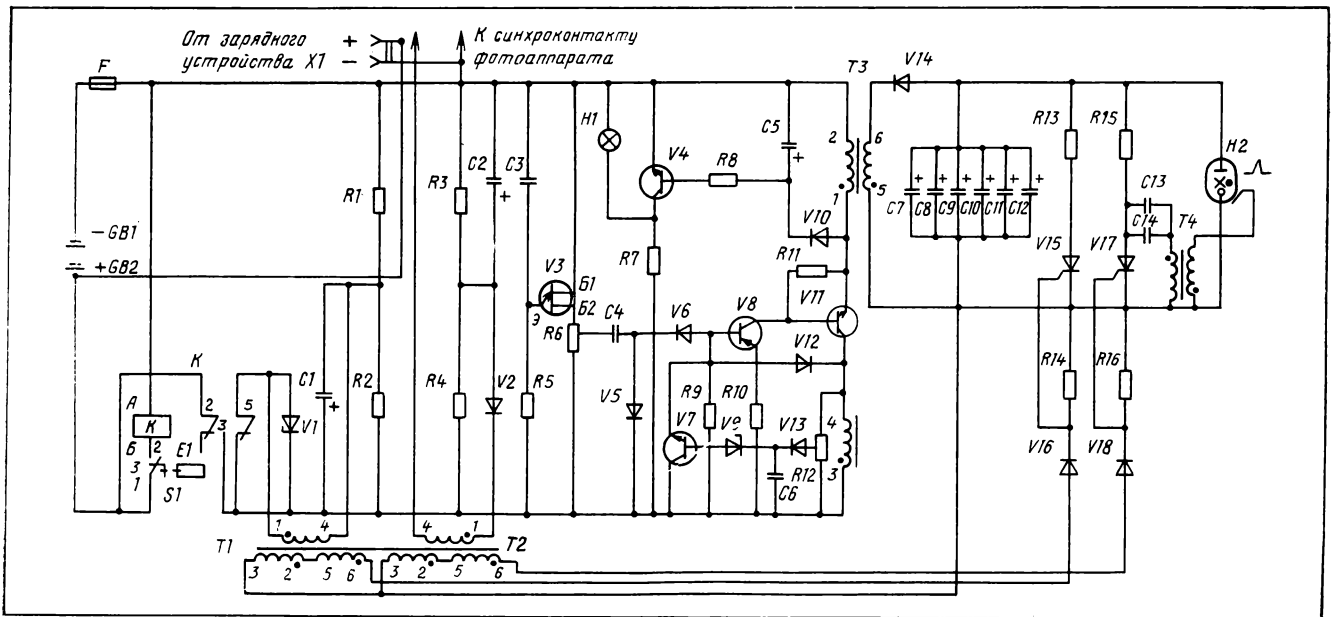 От зарядного + К синхроконтакту
устройства X1 − фотоаппарата
F
T3
V14
H1
C5
2
6
R13
R15
H2
C2
C3
V4
R8
R1
R3
1
5
C7
C8
C9
C10
C11
C12
C13
C14
T4
−GB1
+GB2
V10
V15
V17
R7
R11
V3
Б1
Э
Б2
C4
V8
V11
R6
V6
К
V12
R14
R16
C1
R2
R4
V2
R5
R9
R10
A
К
2
3
5
V1
V5
V7
V9
V13
4
V16
V18
Б
2
E1
R12
3
1
S1
C6
3
1
4
4
1
T1
T2
3
2
5
6
3
2
5
6